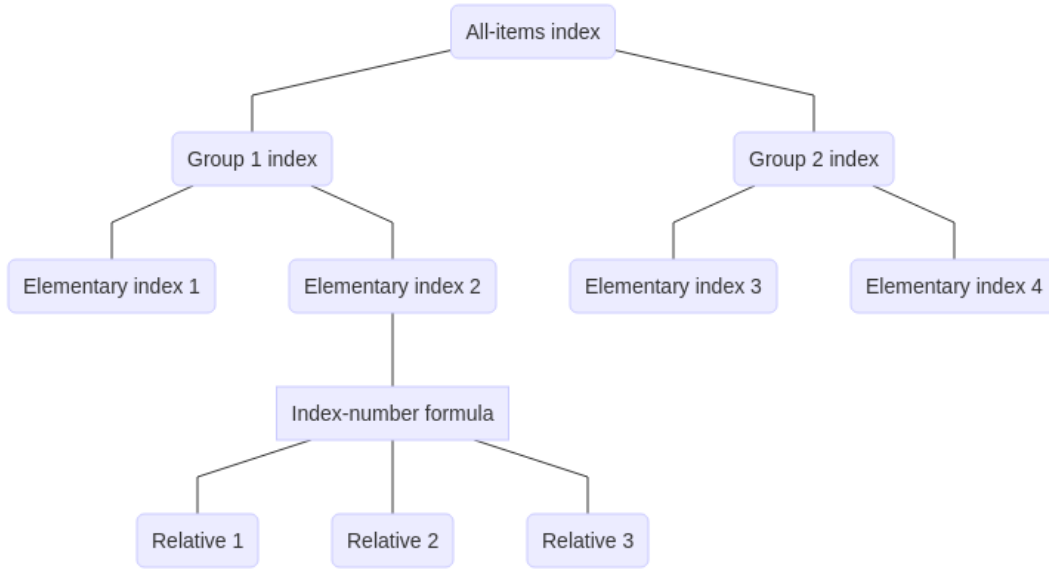 All-items index
Group 1 index
Group 2 index
Elementary index 1
Elementary index 2
Elementary index 3
Elementary index 4
Index-number formula
Relative 1
Relative 2
Relative 3